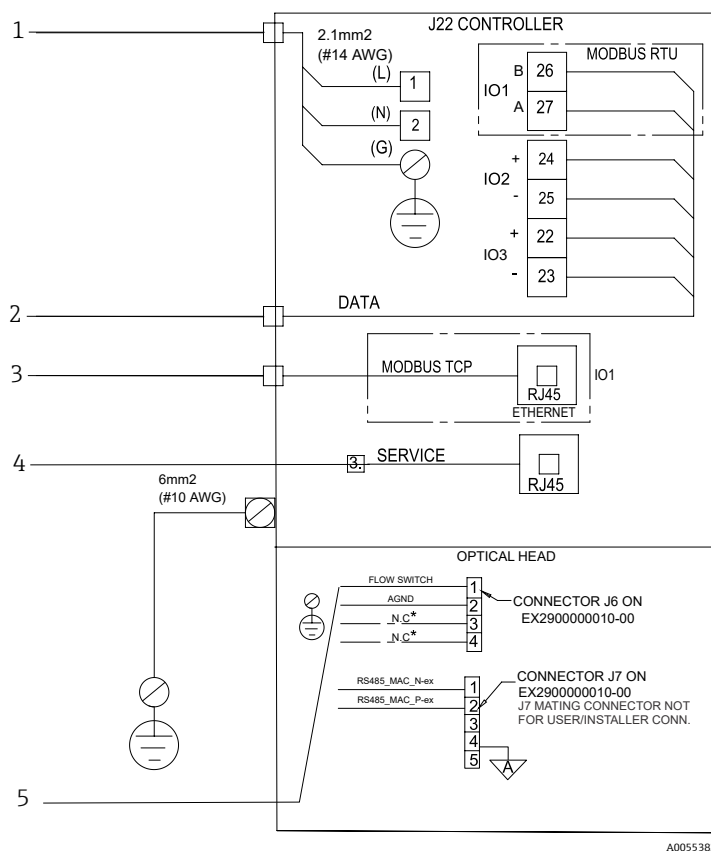 J22 CONTROLLER
1
2.1mm2
(#14 AWG)
(L)
1
(N)
2
(G)
MODBUS RTU
IO1
B
26
A
27
IO2
+
24
-
25
IO3
+
22
-
23
2
DATA
3
MODBUS TCP
RJ45
ETHERNET
IO1
4
3.
SERVICE
RJ45
6mm2
(#10 AWG)
OPTICAL HEAD
FLOW SWITCH
1
AGND
2
N.C*
3
N.C*
4
CONNECTOR J6 ON
EX2900000010-00
RS485_MAC_N-ex
1
RS485_MAC_P-ex
2
3
4
5
CONNECTOR J7 ON
EX2900000010-00
J7 MATING CONNECTOR NOT
FOR USER/INSTALLER CONN.
A
5